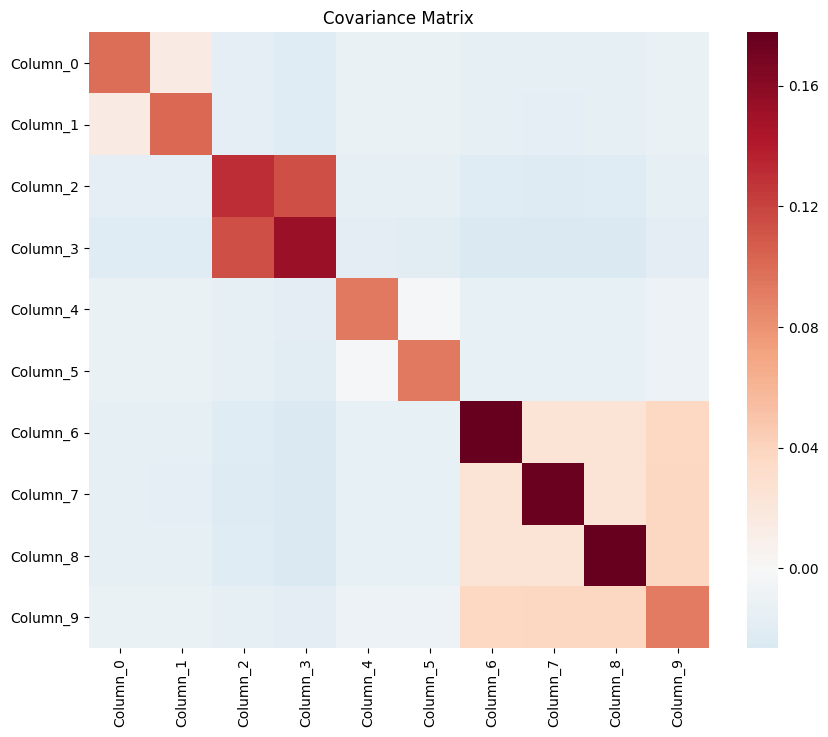 Covariance Matrix
Column_0
Column_1
Column_2
Column_3
Column_4
Column_5
Column_6
Column_7
Column_8
Column_9
Column_0
Column_1
Column_2
Column_3
Column_4
Column_5
Column_6
Column_7
Column_8
Column_9
0.16
0.12
0.08
0.04
0.00